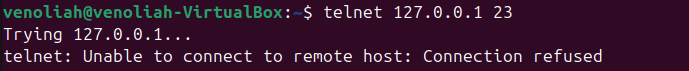 venoliah@venoliah-VirtualBox:~$ telnet 127.0.0.1 23
Trying 127.0.0.1...
telnet: Unable to connect to remote host: Connection refused